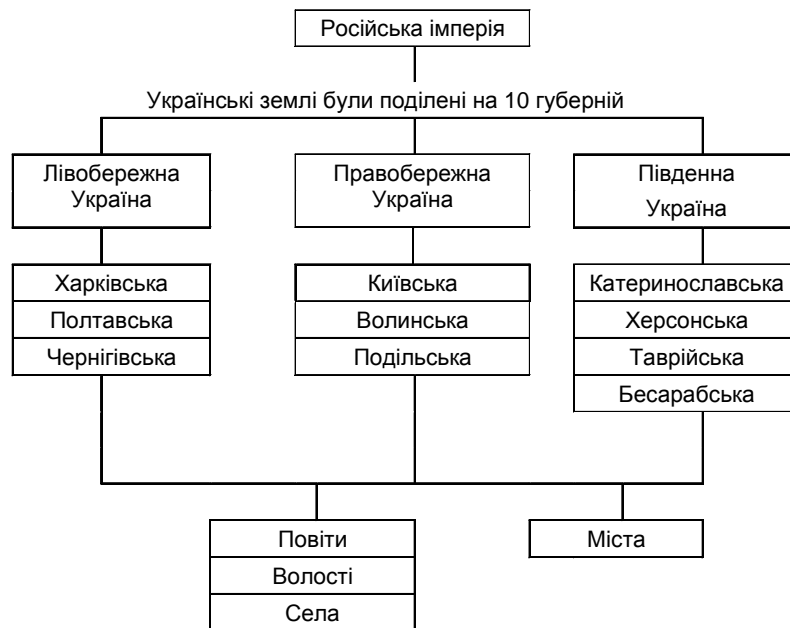 Російська імперія
Українські землі були поділені на 10 губерній
Лівобережна
Україна
Правобережна
Україна
Південна
Україна
Харківська
Полтавська
Чернігівська
Київська
Волинська
Подільська
Катеринославська
Херсонська
Таврійська
Бесарабська
Повіти
Волості
Села
Міста